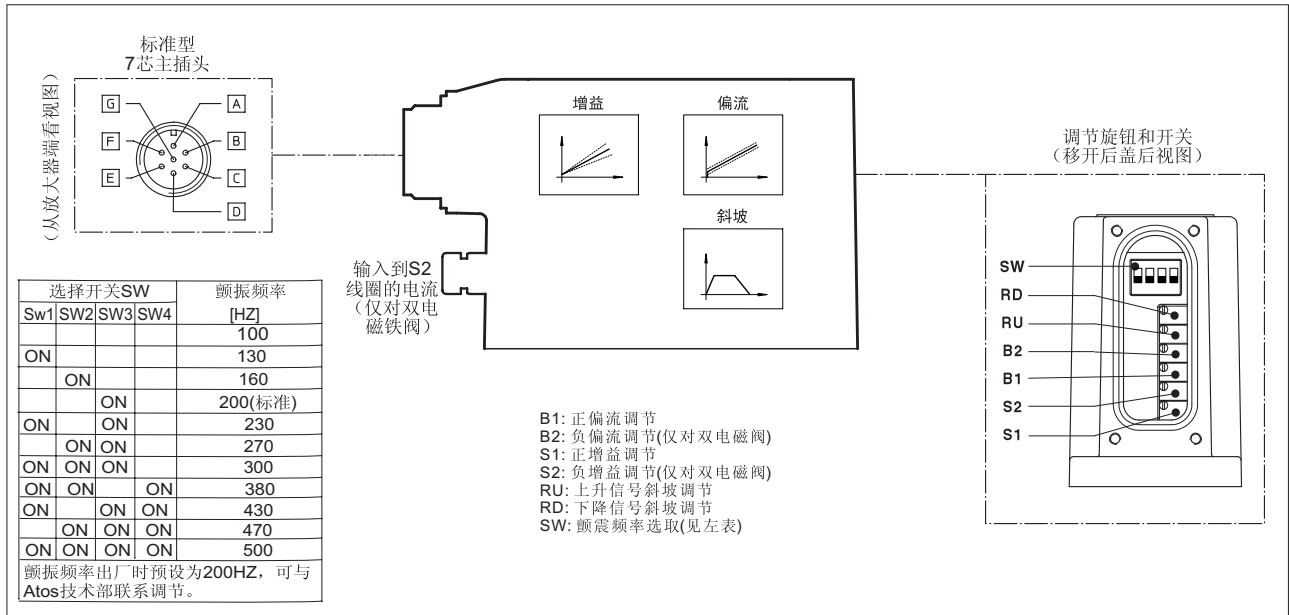 标准型
7芯主插头
（从放大器端看视图）
G
A
F
B
E
C
D
增益
偏流
斜坡
输入到S2
线圈的电流
（仅对双电
磁铁阀）
调节旋钮和开关
（移开后盖后视图）
SW
RD
RU
B2
B1
S2
S1
选择开关SW 颤振频率
Sw1 SW2 SW3 SW4 [HZ]
100
ON 130
ON 160
ON 200(标准)
ON ON 230
ON ON 270
ON ON ON 300
ON ON ON 380
ON ON ON 430
ON ON ON 470
ON ON ON ON 500
颤振频率出厂时预设为200HZ，可与
Atos技术部联系调节。
B1: 正偏流调节
B2: 负偏流调节(仅对双电磁阀)
S1: 正增益调节
S2: 负增益调节(仅对双电磁阀)
RU: 上升信号斜坡调节
RD: 下降信号斜坡调节
SW: 颤震频率选取(见左表)